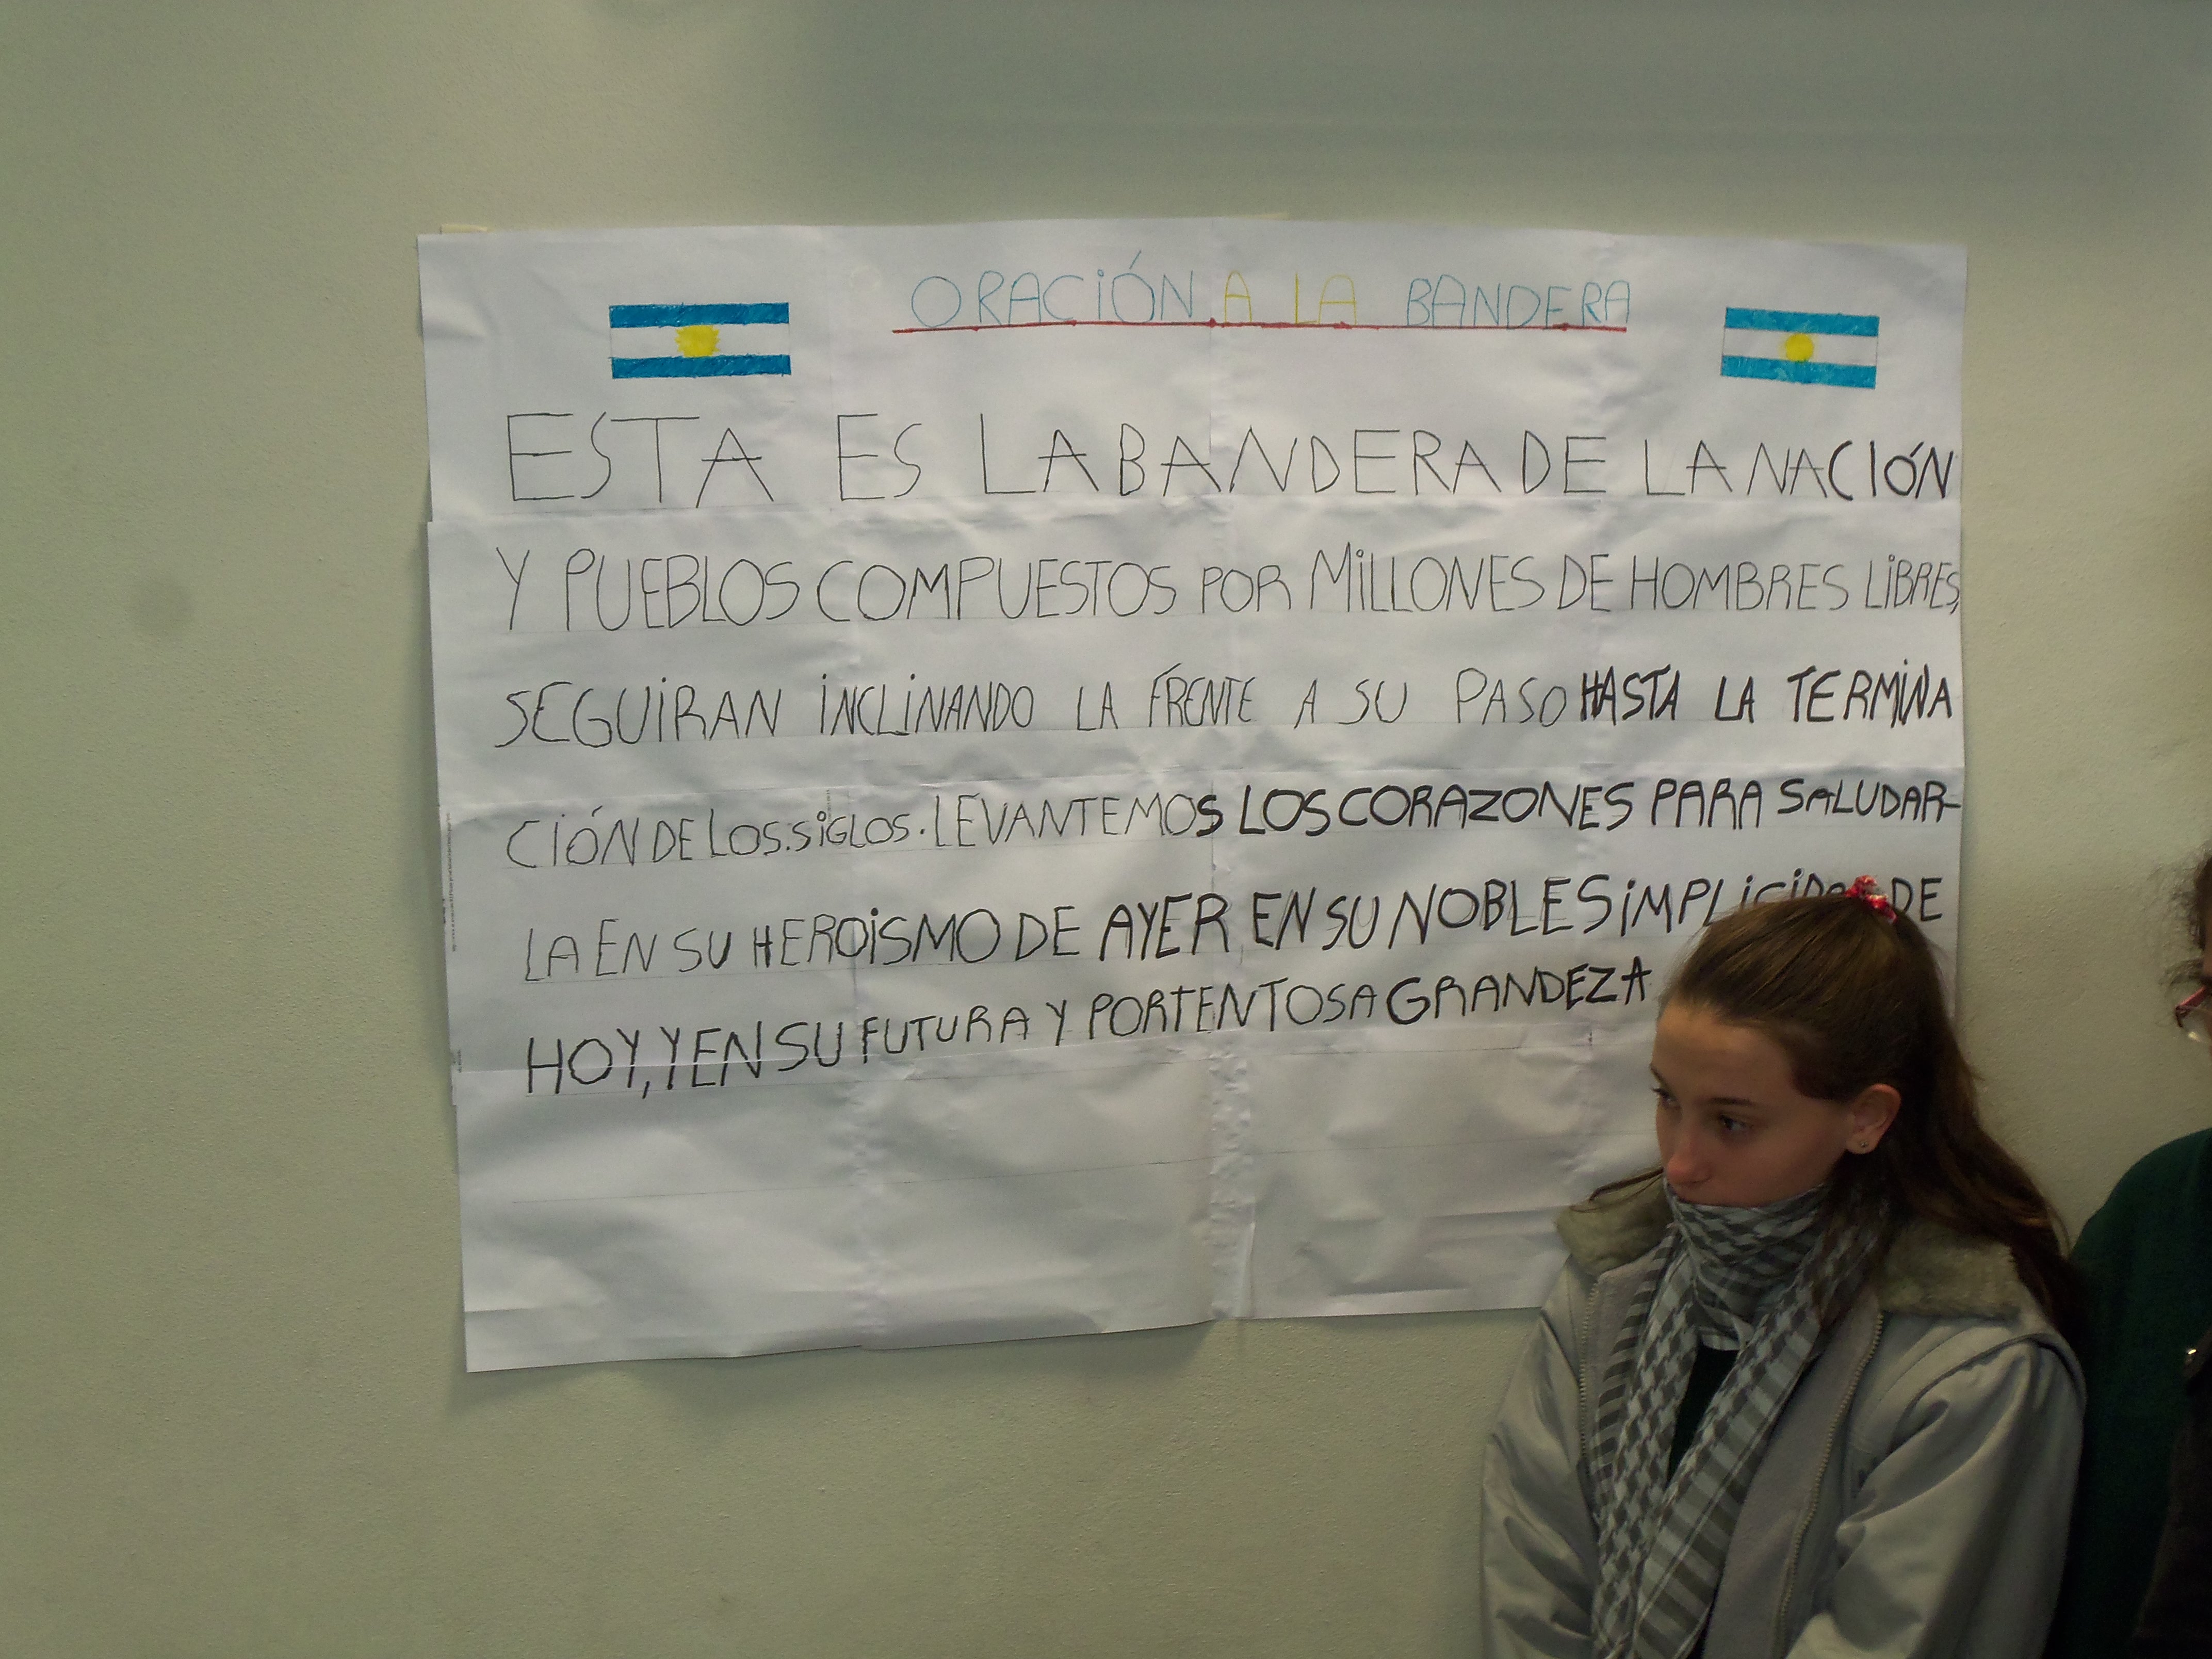 ORACIÓN A LA BANDERA
ESTA ES LA BANDERA DE LA NACIÓN
Y PUEBLOS COMPUESTOS POR MILLONES DE HOMBRES LIBRES,
SEGUIRAN INCLINANDO LA FRENTE A SU PASO HASTA LA TERMINA
CIÓN DE LOS.SIGLOS. LEVANTEMOS LOS CORAZONES PARA SALUDAR-
LA EN SU HEROISMO DE AYER EN SU NOBLE SIMPLICIDAD DE
HOY, Y EN SU FUTURA Y PORTENTOSA GRANDEZA